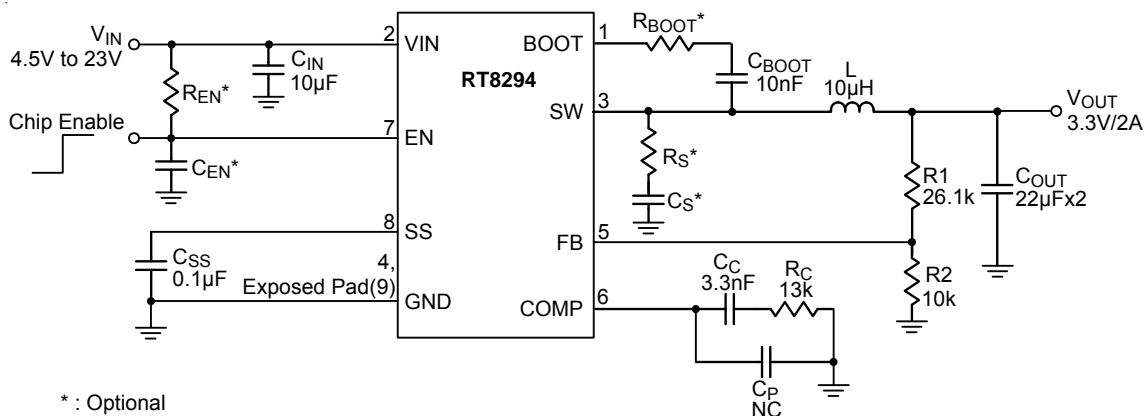 VIN
4.5V to 23V
REN*
CIN
10µF
2
VIN
Chip Enable
7
EN
CEN*
8
SS
CSS
0.1µF
4,
Exposed Pad(9)
GND
RT8294
BOOT
1
RBOOT*
CBOOT
10nF
SW
3
L
10µH
VOUT
3.3V/2A
RS*
CS*
R1
26.1k
COUT
22µFx2
FB
5
R2
10k
COMP
6
CC
3.3nF
RC
13k
CP
NC
* : Optional